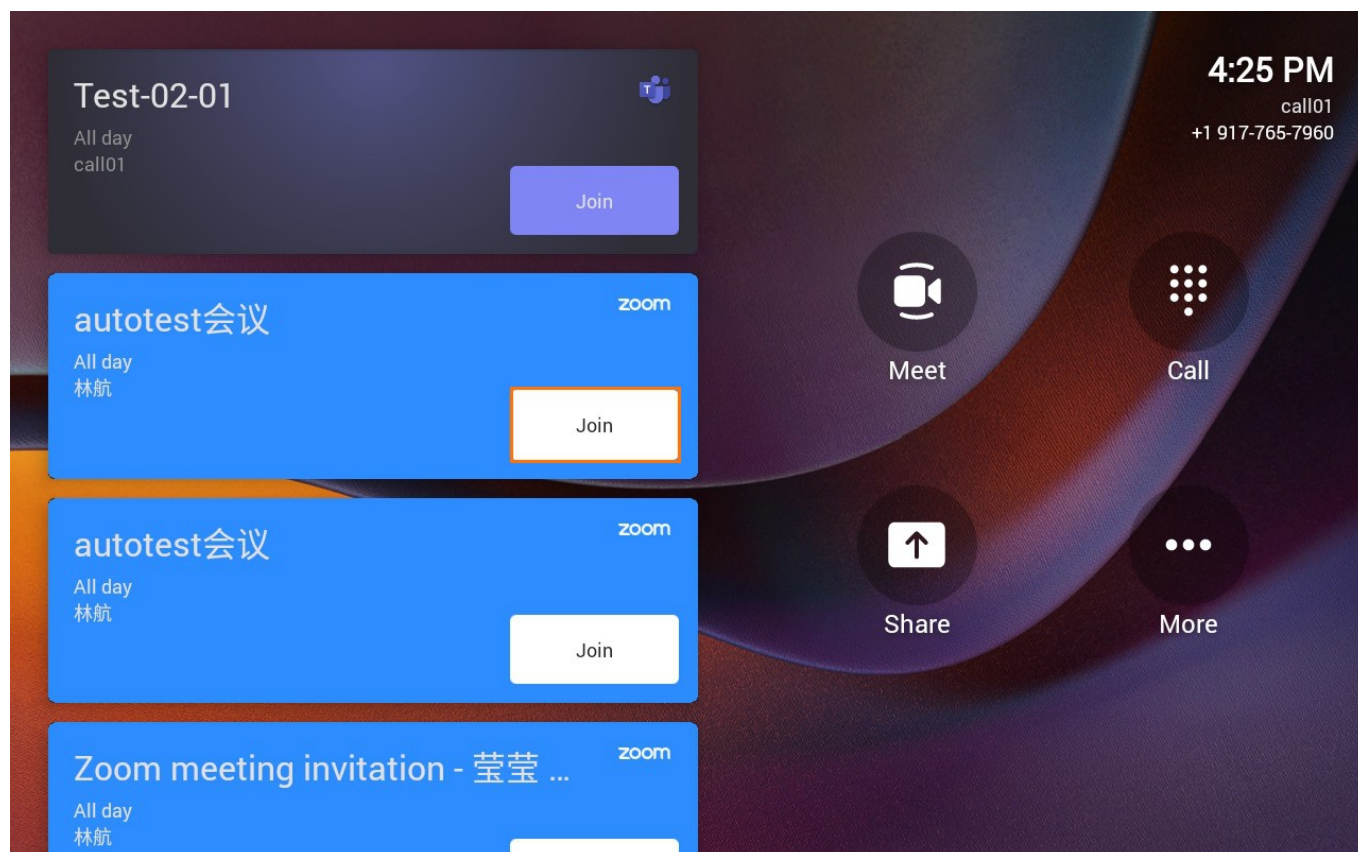 Test-02-01
All day
call01
Join
autotest会议
zoom
All day
林航
Join
autotest会议
zoom
All day
林航
Join
Zoom meeting invitation - 莹莹 ...
zoom
All day
林航
4:25 PM
call01
+1 917-765-7960
Meet
Call
Share
More